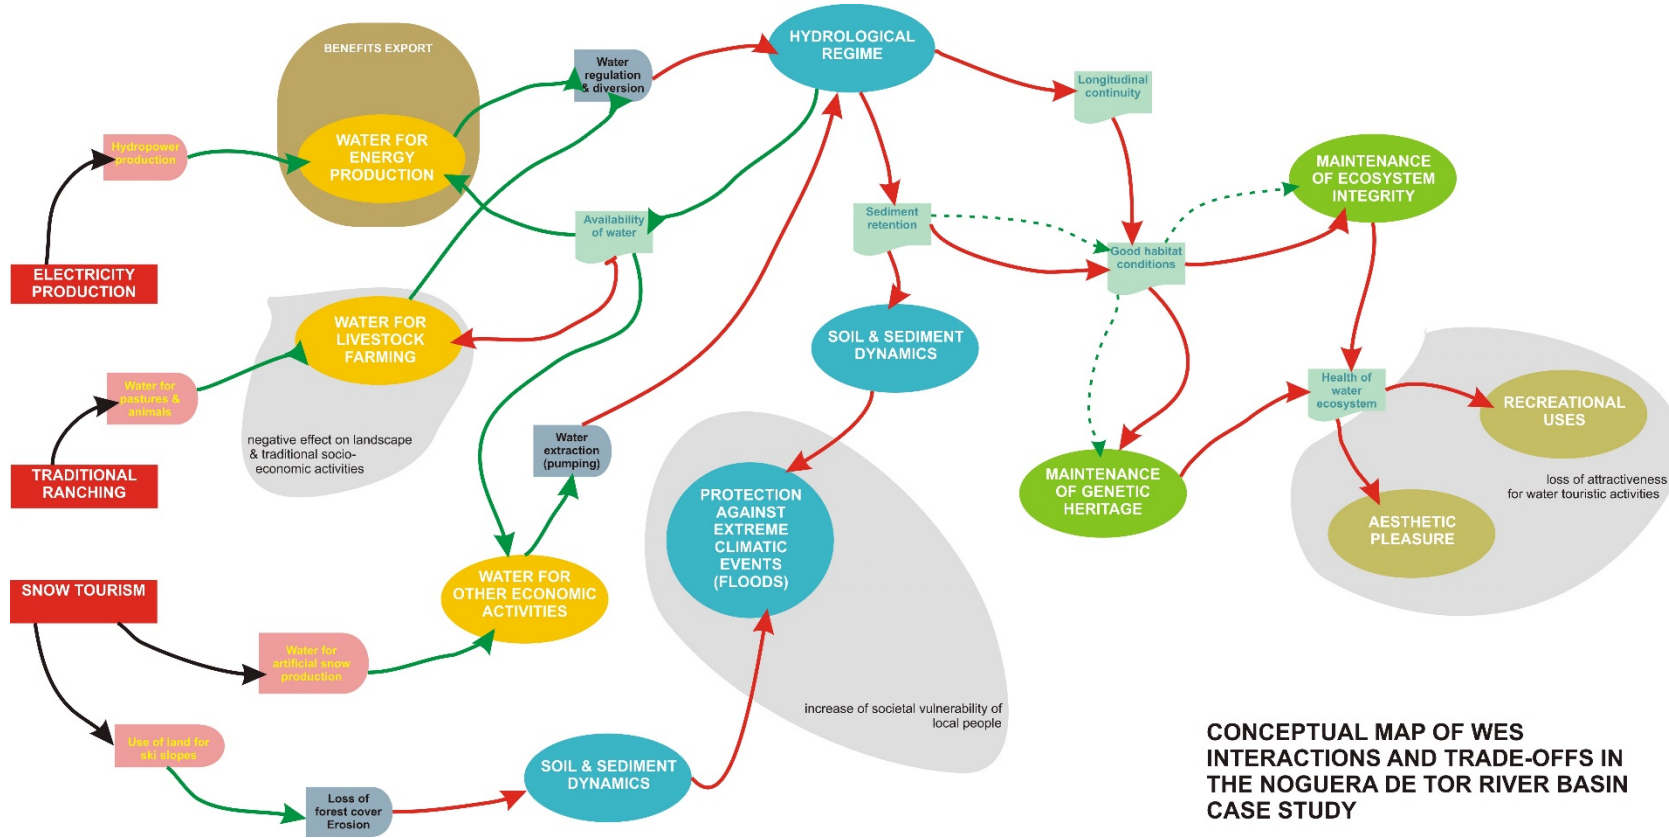 BENEFITS EXPORT
Water
regulation
& diversion
HYDROLOGICAL
REGIME
Longitudinal
continuity
Hydropower
production
WATER FOR
ENERGY
PRODUCTION
MAINTENANCE
OF ECOSYSTEM
INTEGRITY
Availability
of water
Sediment
retention
Good habitat
conditions
ELECTRICITY
PRODUCTION
WATER FOR
LIVESTOCK
FARMING
SOIL & SEDIMENT
DYNAMICS
Water for
pastures &
animals
Health of
water
ecosystem
RECREATIONAL
USES
negative effect on landscape
& traditional socio-
economic activities
Water
extraction
(pumping)
TRADITIONAL
RANCHING
MAINTENANCE
OF GENETIC
HERITAGE
loss of attractiveness
for water touristic activities
PROTECTION
AGAINST
EXTREME
CLIMATIC
EVENTS
(FLOODS)
AESTHETIC
PLEASURE
SNOW TOURISM
WATER FOR
OTHER ECONOMIC
ACTIVITIES
Water for
artificial snow
production
increase of societal vulnerability of
local people
Use of land for
ski slopes
SOIL & SEDIMENT
DYNAMICS
Loss of
forest cover
Erosion
CONCEPTUAL MAP OF WES
INTERACTIONS AND TRADE-OFFS IN
THE NOGUERA DE TOR RIVER BASIN
CASE STUDY